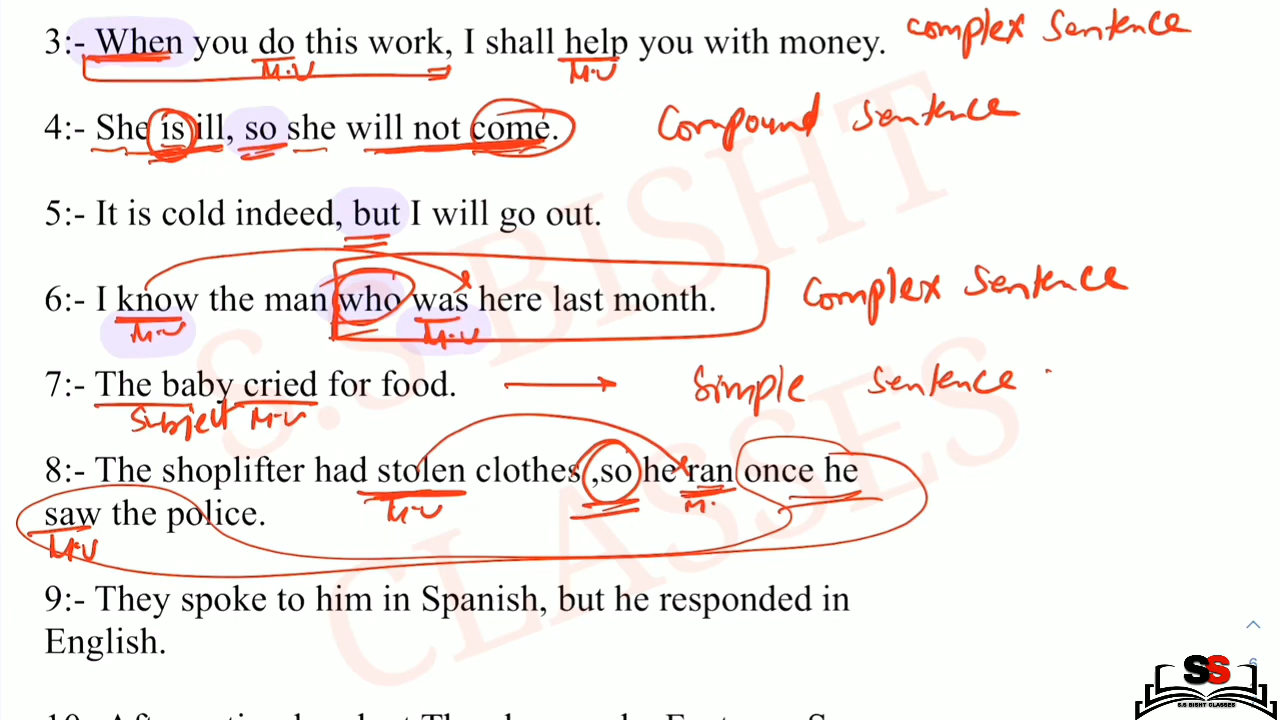 3:- When you do this work, I shall help you with money. complex sentence
M.V M.V
4:- She is ill, so she will not come. Compound sentence
5:- It is cold indeed, but I will go out.
6:- I know the man who was here last month. Complex Sentence
M.V M.V
7:- The baby cried for food. Simple sentence
Subject M.V
8:- The shoplifter had stolen clothes ,so he ran once he
M.V M.
saw the police.
M.V
9:- They spoke to him in Spanish, but he responded in
English.
S.S BISHT
CLASSES
6
SS
S.S BISHT CLASSES